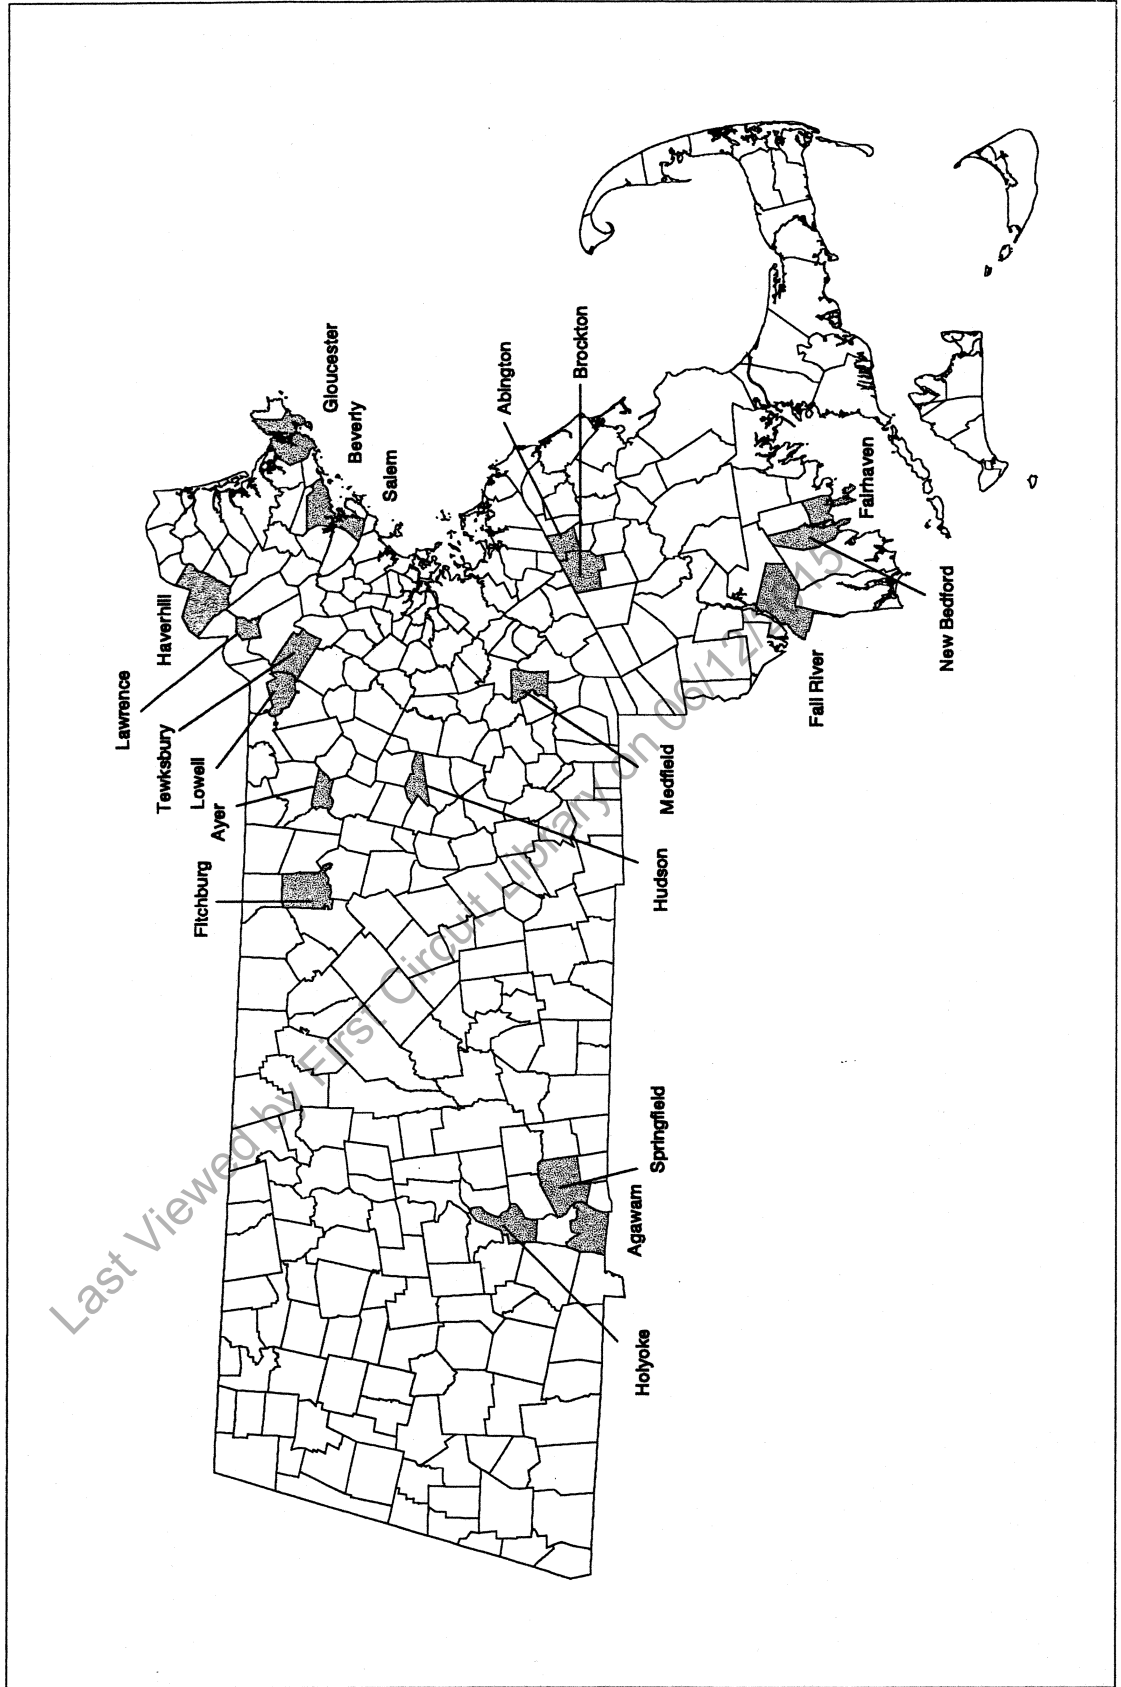 Lawrence
Haverhill
Tewksbury
Lowell
Ayer
Fitchburg
Gloucester
Beverly
Salem
Abington
Brockton
Fairhaven
New Bedford
Fall River
Medfield
Hudson
Springfield
Agawam
Holyoke
Last Viewed by First Circuit Library on 06/12/2015